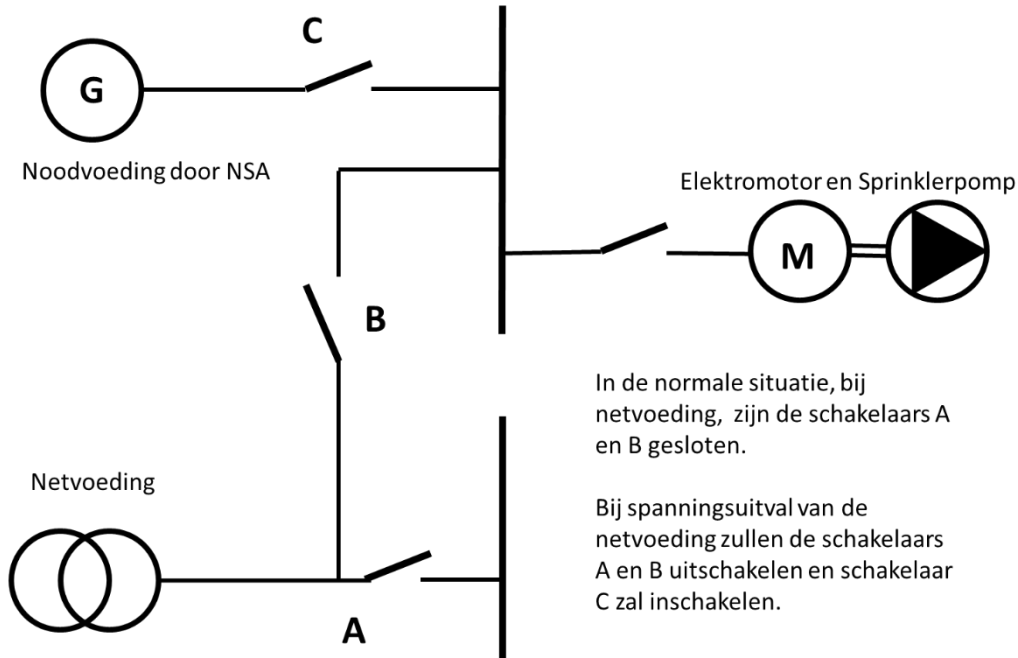 C
G
Noodvoeding door NSA
Elektromotor en Sprinklerpomp
M
B
In de normale situatie, bij
netvoeding, zijn de schakelaars A
en B gesloten.
Netvoeding
Bij spanningsuitval van de
netvoeding zullen de schakelaars
A en B uitschakelen en schakelaar
C zal inschakelen.
A